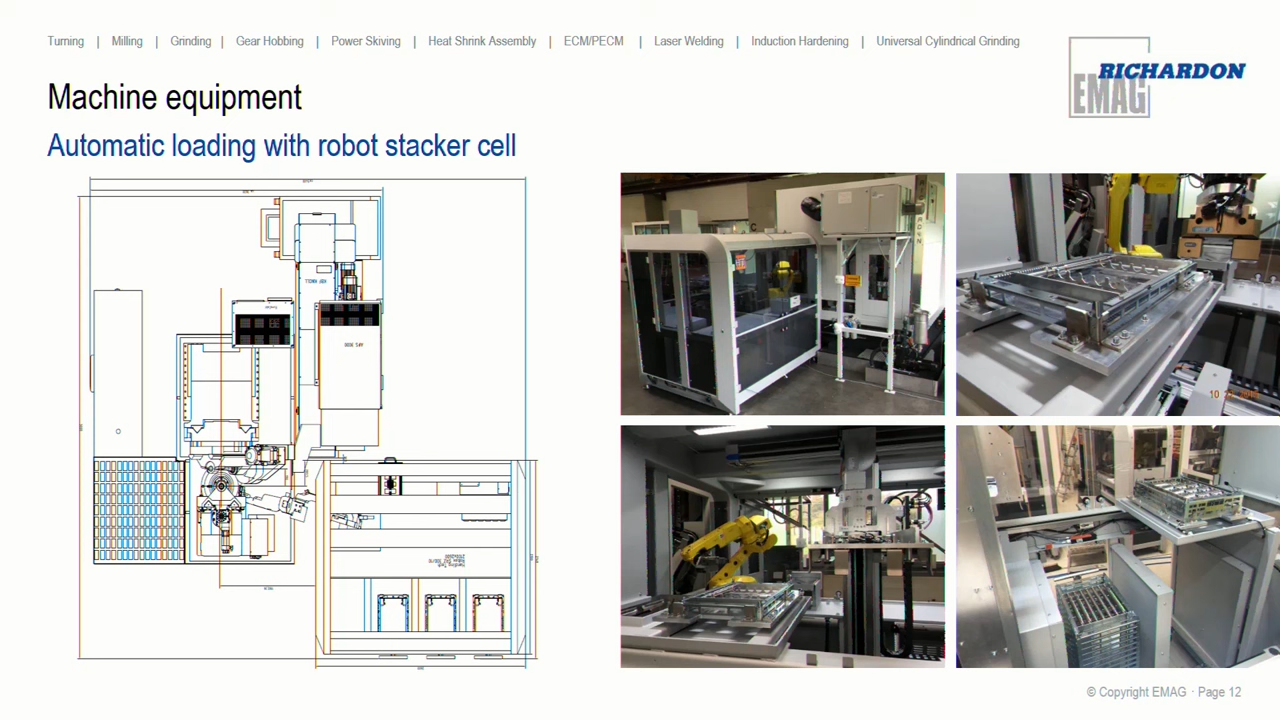 Turning | Milling | Grinding | Gear Hobbing | Power Skiving | Heat Shrink Assembly | ECM/PECM | Laser Welding | Induction Hardening | Universal Cylindrical Grinding
RICHARDON
EMAG
Machine equipment
Automatic loading with robot stacker cell
© Copyright EMAG · Page 12